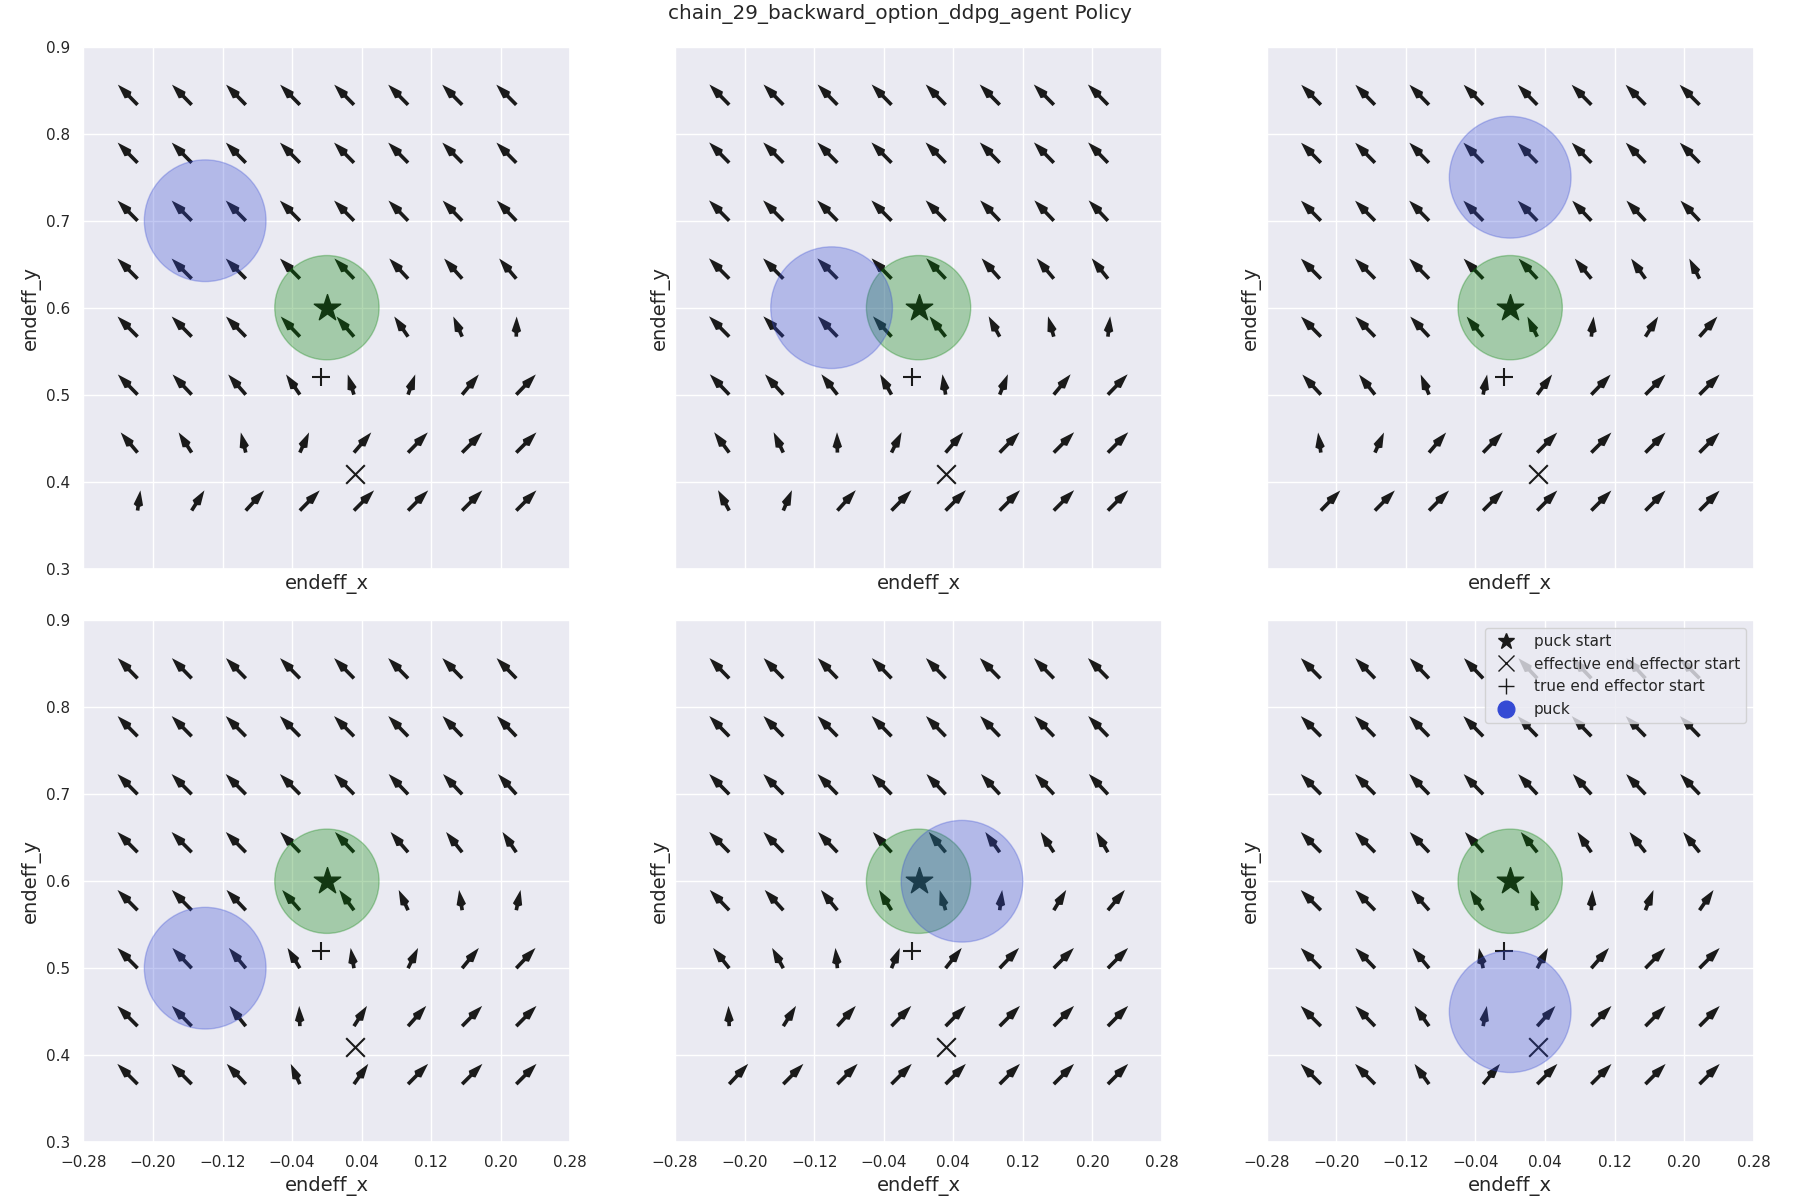 chain_29_backward_option_ddpg_agent Policy
0.9
0.8
0.7
0.6
0.5
0.4
0.3
endeff_y
endeff_x
endeff_y
endeff_x
endeff_y
endeff_x
0.9
0.8
0.7
0.6
0.5
0.4
0.3
endeff_y
−0.28 −0.20 −0.12 −0.04 0.04 0.12 0.20 0.28
endeff_x
endeff_y
−0.28 −0.20 −0.12 −0.04 0.04 0.12 0.20 0.28
endeff_x
endeff_y
puck start
effective end effector start
true end effector start
puck
−0.28 −0.20 −0.12 −0.04 0.04 0.12 0.20 0.28
endeff_x